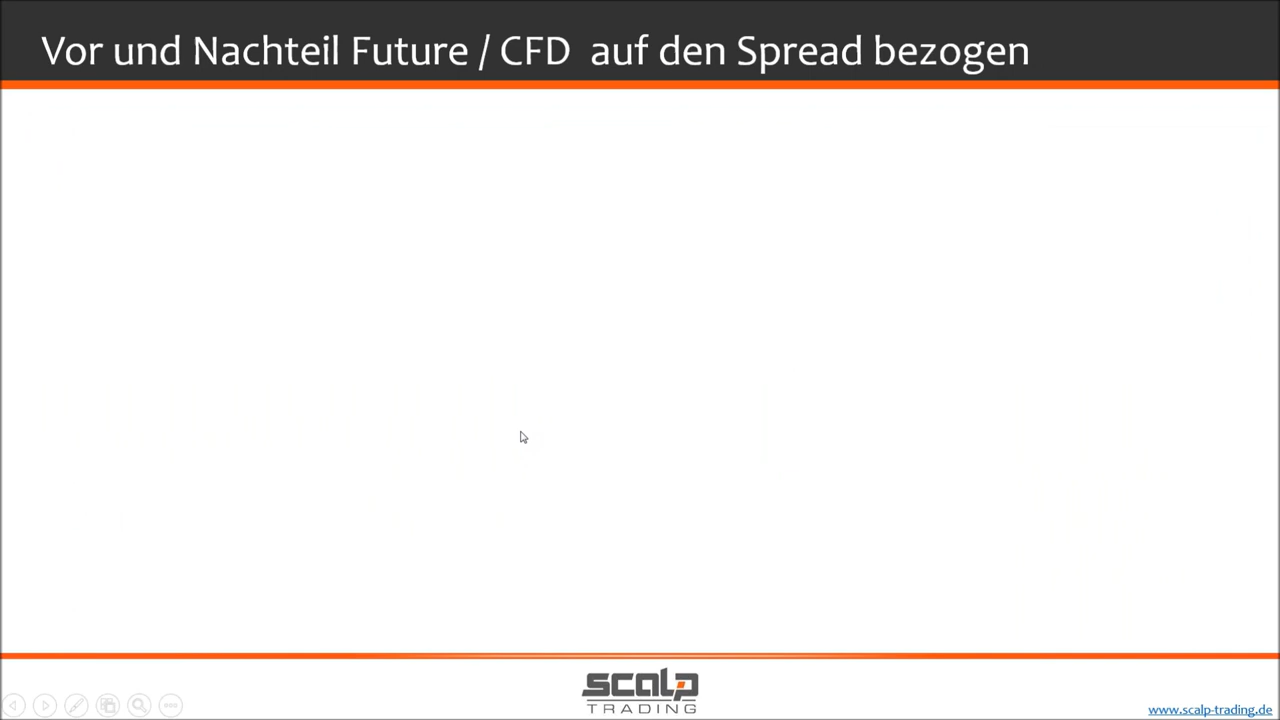 Vor und Nachteil Future / CFD  auf den Spread bezogen
scalp
TRADING
www.scalp-trading.de